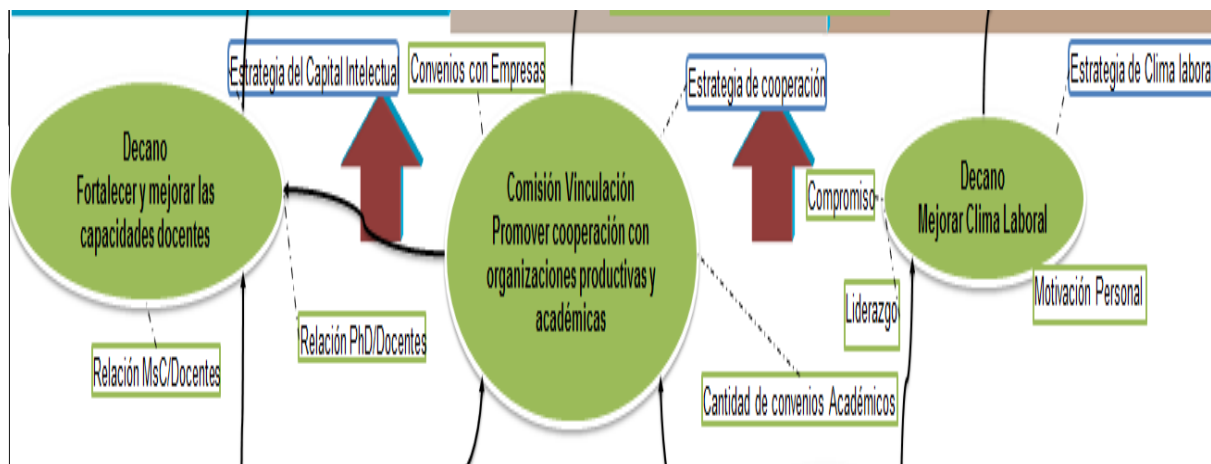 Estrategia del Capital Intelectua
Convenios con Empresas
Estrategia de cooperación
Estrategia de Clima labora
Decano
Fortalecer y mejorar las
capacidades docentes
Comisión Vinculación
Promover cooperación con
organizaciones productivas y
académicas
Compromiso
Decano
Mejorar Clima Laboral
Liderazgo
Motivación Personal
Relación PhD/Docentes
Relación MsC/Docentes
Cantidad de convenios Académicos